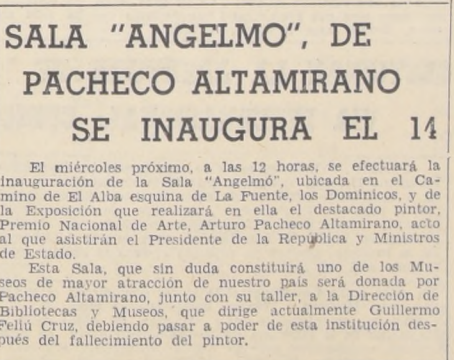 SALA "ANGELMO", DE
PACHECO ALTAMIRANO
SE INAUGURA EL 14
El miércoles próximo, a las 12 horas, se efectuará la
inauguración de la Sala "Angelmó", ubicada en el Ca-
mino de El Alba esquina de La Fuente, los Dominicos, y de
la Exposición que realizará en ella el destacado pintor,
Premio Nacional de Arte, Arturo Pacheco Altamirano, acto
al que asistirán el Presidente de la República y Ministros
de Estado.
Esta Sala, que sin duda constituirá uno de los Mu-
seos de mayor atracción de nuestro país será donada por
Pacheco Altamirano, junto con su taller, a la Dirección de
Bibliotecas y Museos, que dirige actualmente Guillermo
Feliú Cruz, debiendo pasar a poder de esta institución des-
pués del fallecimiento del pintor.